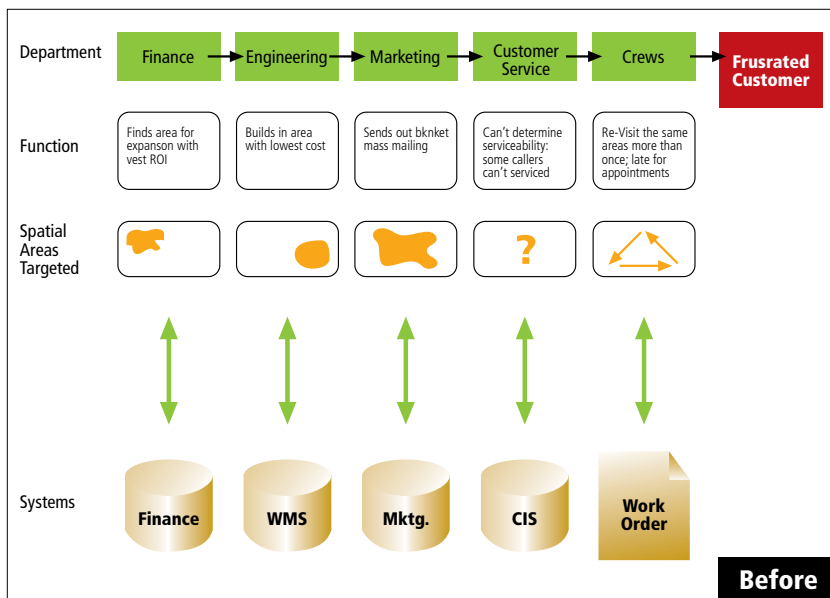 Department
Finance
Engineering
Marketing
Customer
Service
Crews
Frusrated
Customer
Function
Finds area for
expanson with
vest ROI
Builds in area
with lowest cost
Sends out bknket
mass mailing
Can't determine
serviceability:
some callers
can't serviced
Re-Visit the same
areas more than
once; late for
appointments
Spatial
Areas
Targeted
?
Systems
Finance
WMS
Mktg.
CIS
Work
Order
Before